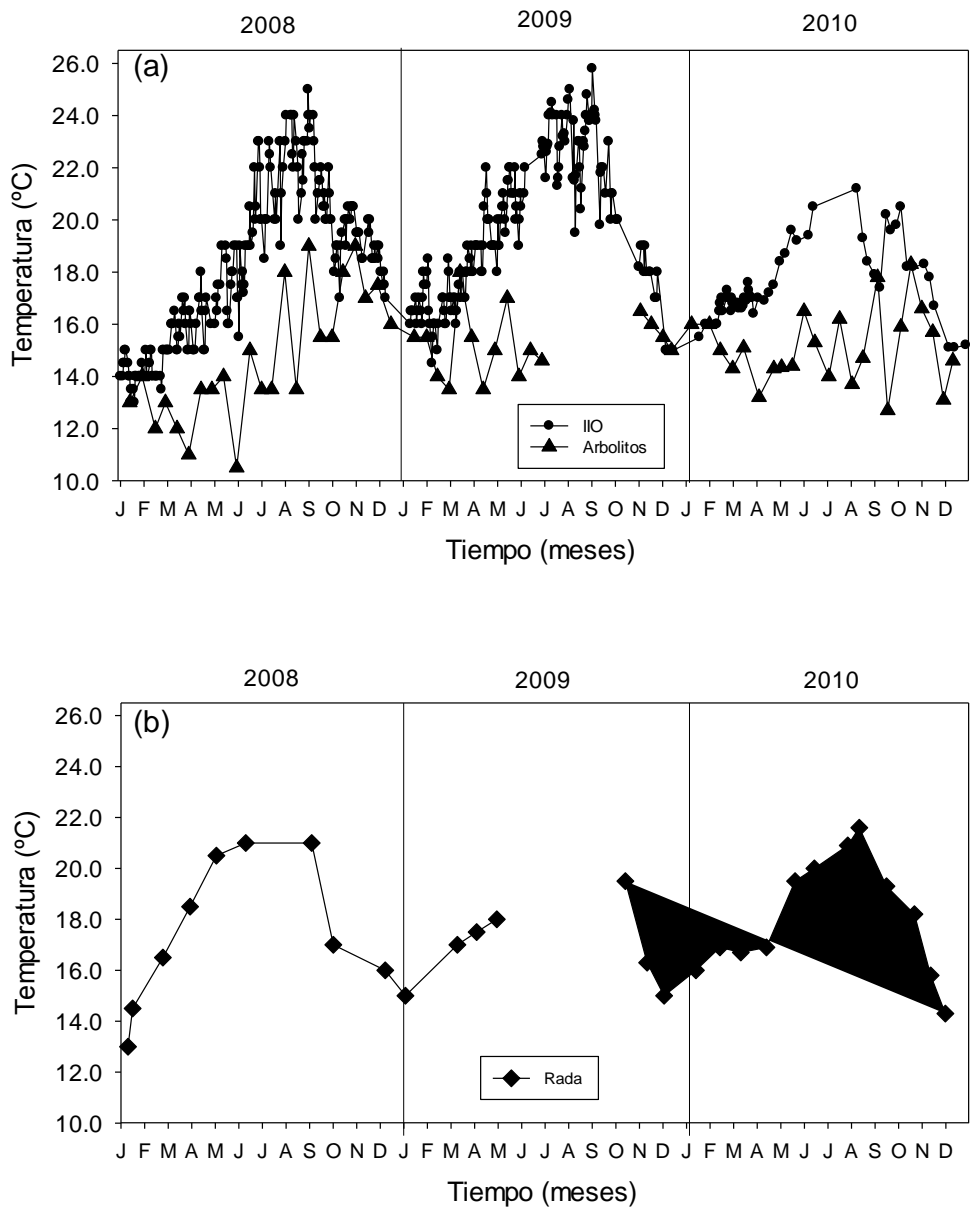 2008 2009 2010
(a)
26.0
24.0
22.0
20.0
18.0
16.0
14.0
12.0
10.0
Temperatura (ºC)
IIO
Arbolitos
J F M A M J J A S O N D J F M A M J J A S O N D J F M A M J J A S O N D
Tiempo (meses)
2008 2009 2010
(b)
26.0
24.0
22.0
20.0
18.0
16.0
14.0
12.0
10.0
Temperatura (ºC)
Rada
J F M A M J J A S O N D J F M A M J J A S O N D J F M A M J J A S O N D
Tiempo (meses)